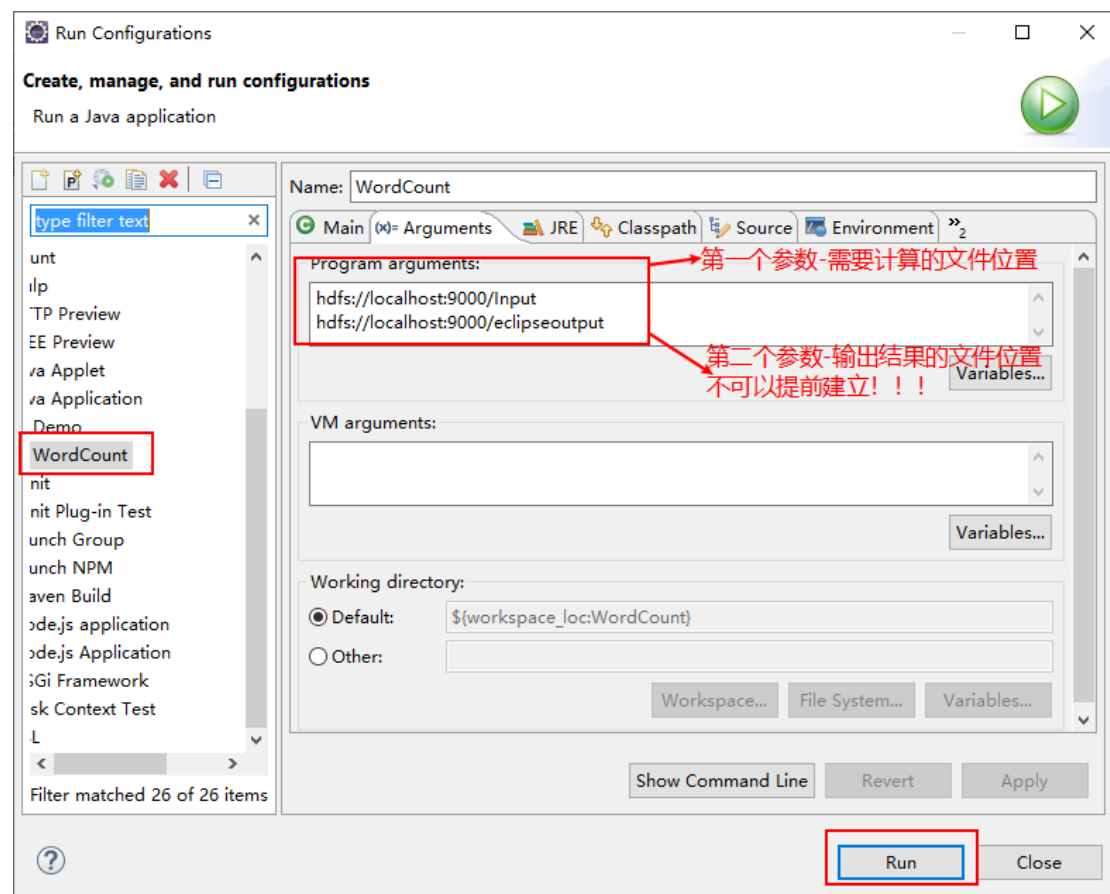 Run Configurations
Create, manage, and run configurations
Run a Java application
type filter text
unt
ılp
TP Preview
EE Preview
va Applet
va Application
Demo
WordCount
nit
nit Plug-in Test
unch Group
unch NPM
aven Build
ode.js application
ode.js Application
SGi Framework
sk Context Test
L
Filter matched 26 of 26 items
Name: WordCount
Main (x)= Arguments JRE Classpath Source Environment »2
Program arguments:
第一个参数-需要计算的文件位置
hdfs://localhost:9000/Input
hdfs://localhost:9000/eclipseoutput
第二个参数-输出结果的文件位置
不可以提前建立！！！
Variables...
VM arguments:
Variables...
Working directory:
Default: ${workspace_loc:WordCount}
Other:
Workspace... File System... Variables...
Show Command Line Revert Apply
Run Close